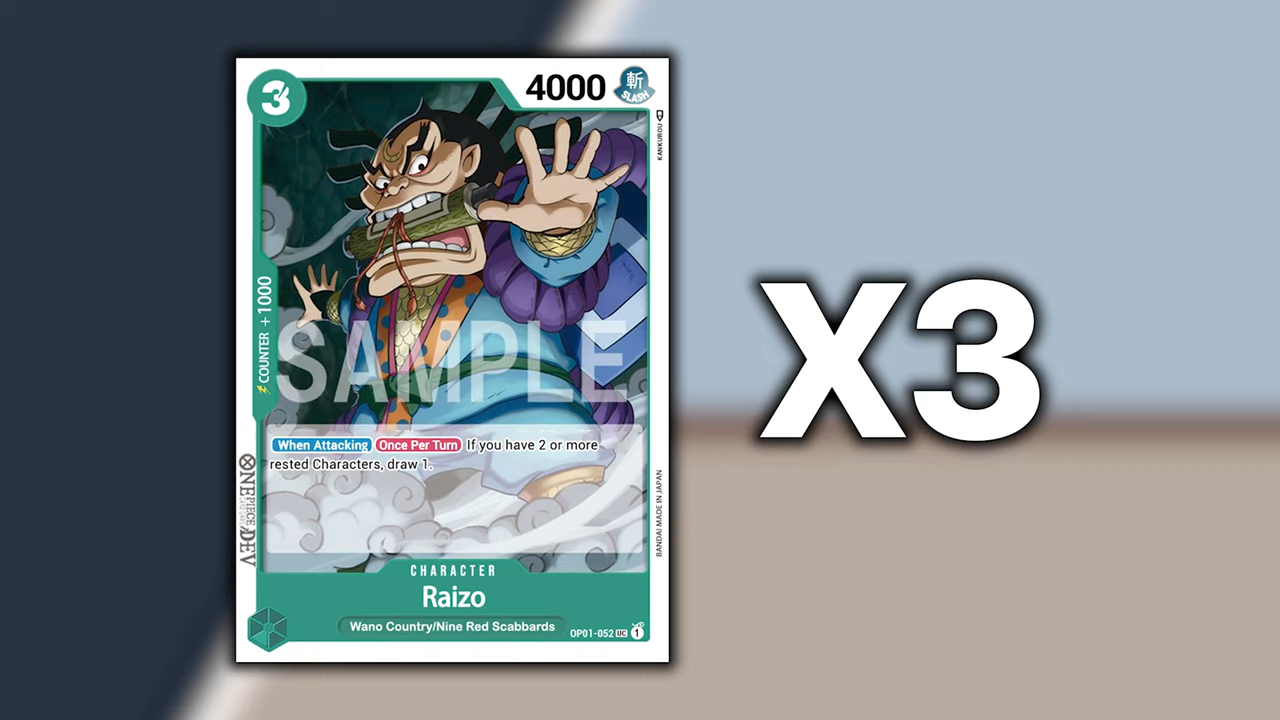 3
4000
斬
SLASH
KANKUROU
COUNTER +1000
SAMPLE
When Attacking Once Per Turn If you have 2 or more
rested Characters, draw 1.
ONE PIECE DEV
BANDAI MADE IN JAPAN
CHARACTER
Raizo
Wano Country/Nine Red Scabbards
OP01-052 UC 1
X3